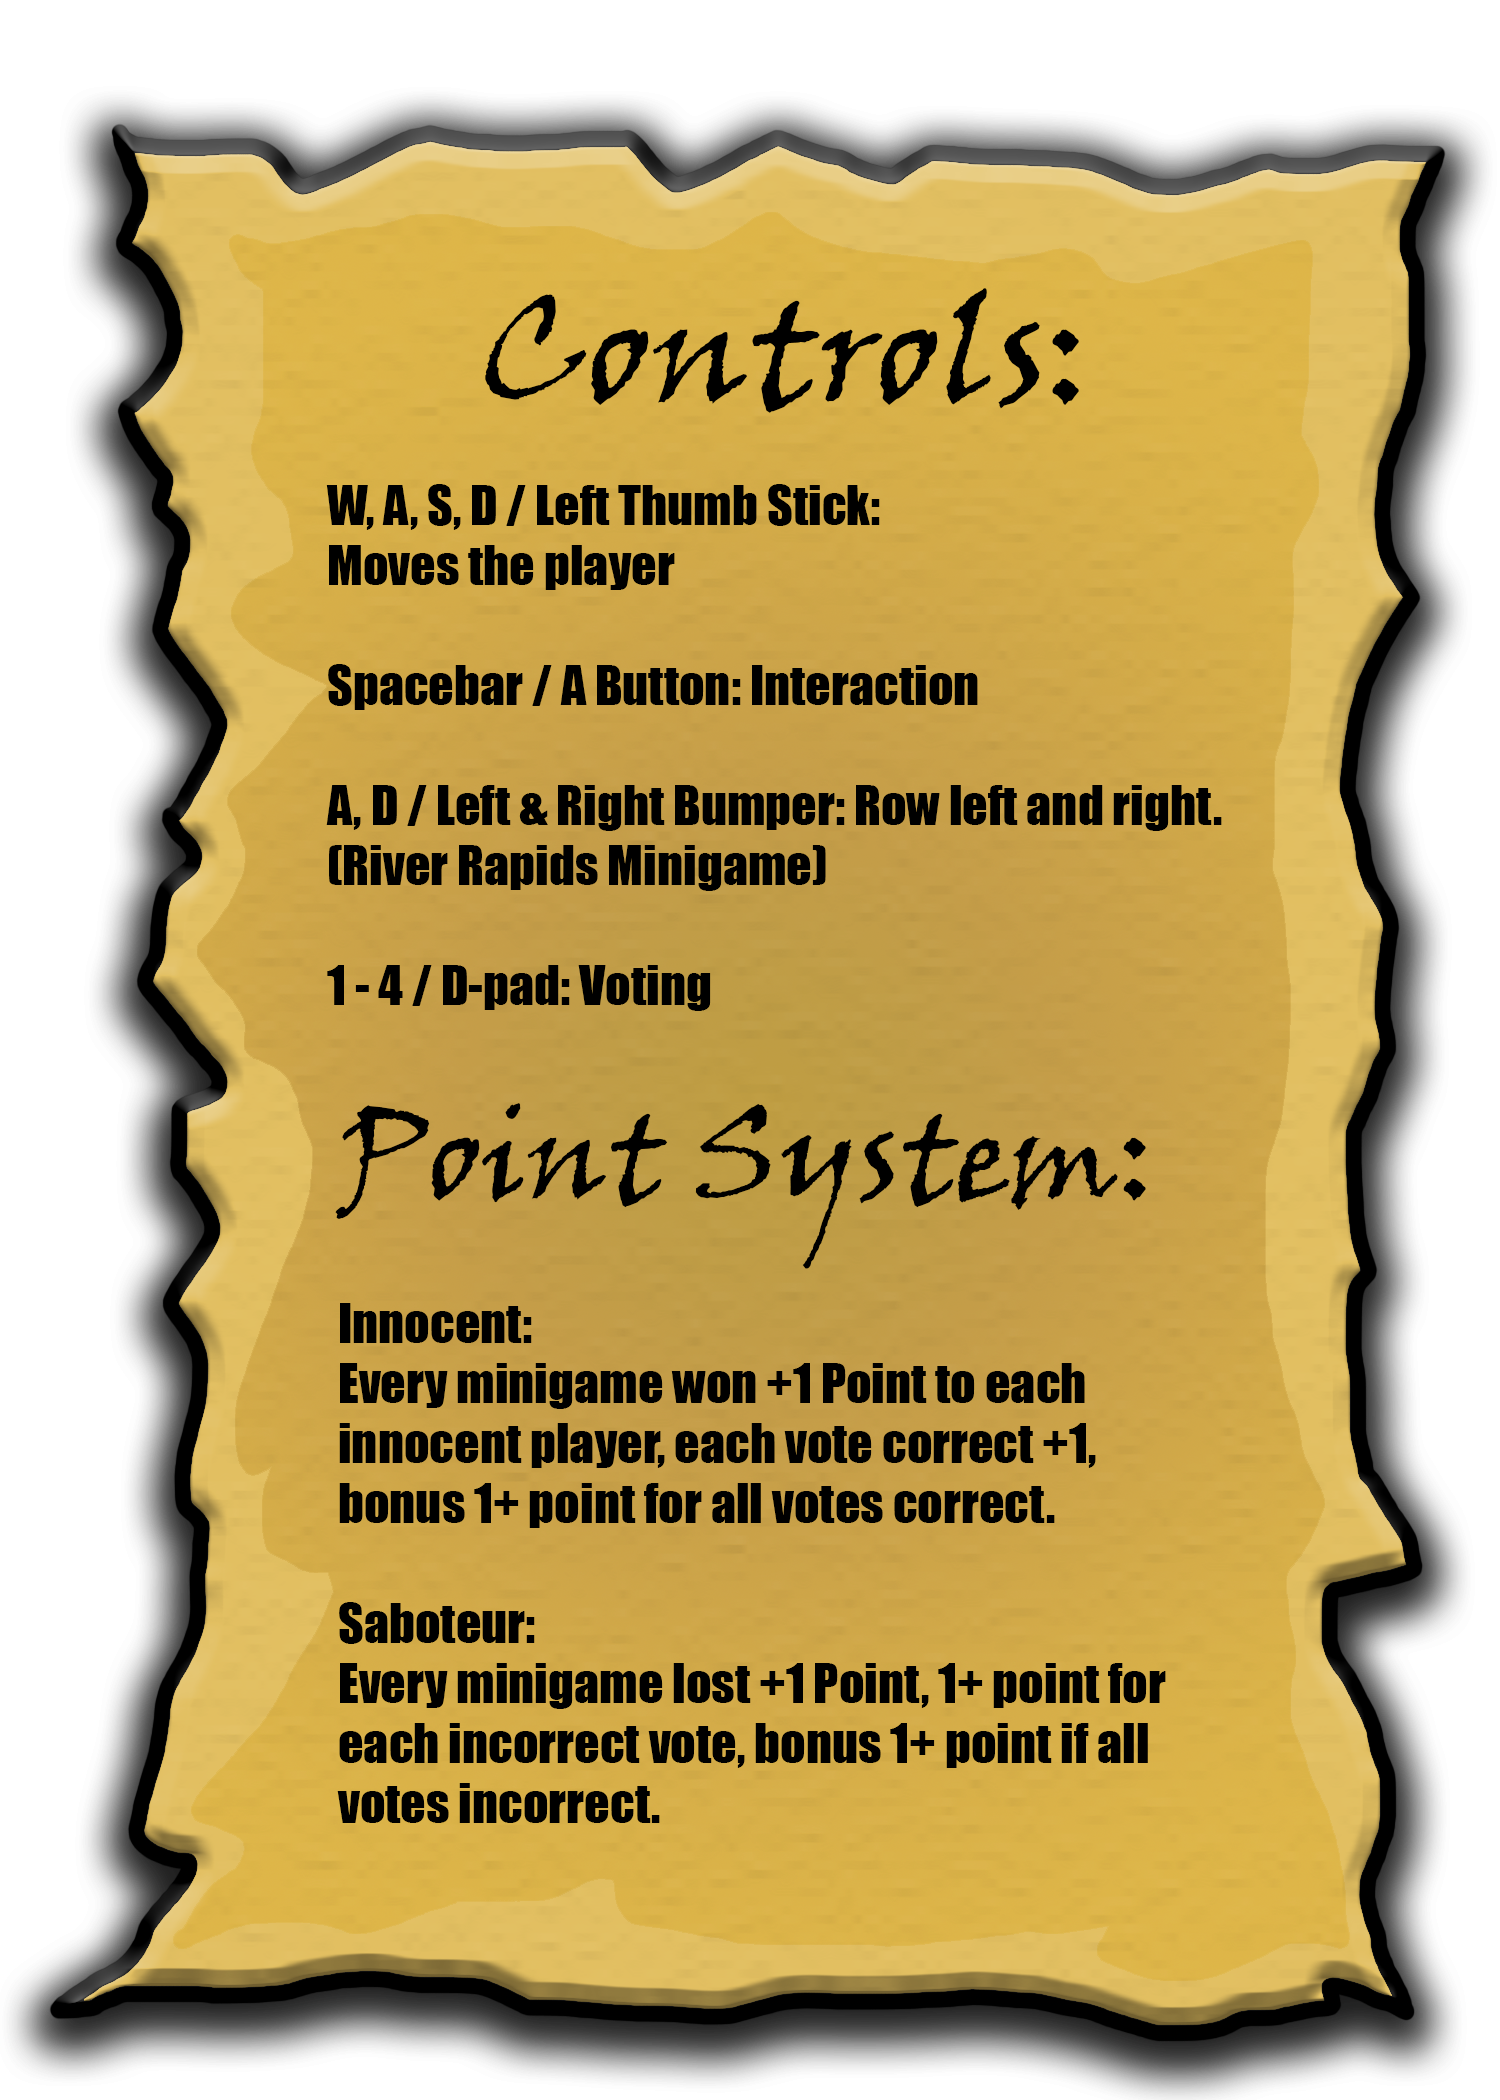 Controls:
W, A, S, D / Left Thumb Stick:
Moves the player
Spacebar / A Button: Interaction
A, D / Left & Right Bumper: Row left and right.
(River Rapids Minigame)
1 - 4 / D-pad: Voting
Point System:
Innocent:
Every minigame won +1 Point to each
innocent player, each vote correct +1,
bonus 1+ point for all votes correct.
Saboteur:
Every minigame lost +1 Point, 1+ point for
each incorrect vote, bonus 1+ point if all
votes incorrect.